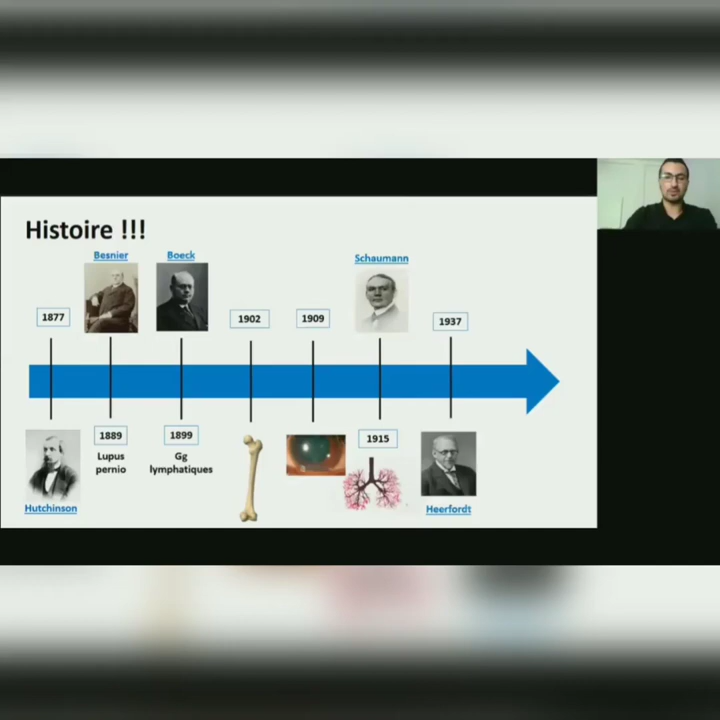 Histoire !!!
Besnier
Boeck
Schaumann
1877
1902
1909
1937
1889
1899
1915
Lupus
pernio
Gg
lymphatiques
Hutchinson
Heerfordt